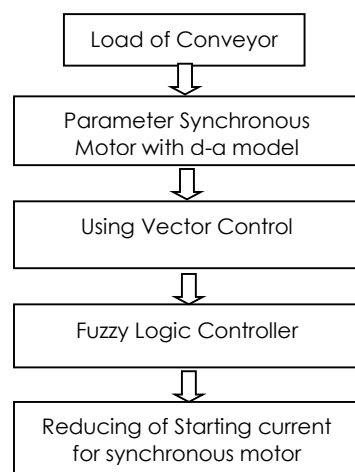 Load of Conveyor
Parameter Synchronous
Motor with d-a model
Using Vector Control
Fuzzy Logic Controller
Reducing of Starting current
for synchronous motor